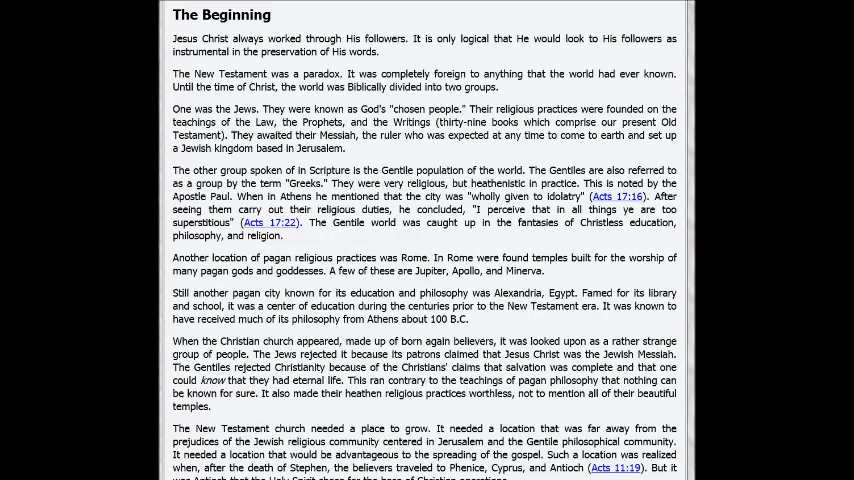 The Beginning
Jesus Christ always worked through His followers. It is only logical that He would look to His followers as
instrumental in the preservation of His words.
The New Testament was a paradox. It was completely foreign to anything that the world had ever known.
Until the time of Christ, the world was Biblically divided into two groups.
One was the Jews. They were known as God's "chosen people." Their religious practices were founded on the
teachings of the Law, the Prophets, and the Writings (thirty-nine books which comprise our present Old
Testament). They awaited their Messiah, the ruler who was expected at any time to come to earth and set up
a Jewish kingdom based in Jerusalem.
The other group spoken of in Scripture is the Gentile population of the world. The Gentiles are also referred to
as a group by the term "Greeks." They were very religious, but heathenistic in practice. This is noted by the
Apostle Paul. When in Athens he mentioned that the city was "wholly given to idolatry" (Acts 17:16). After
seeing them carry out their religious duties, he concluded, "I perceive that in all things ye are too
superstitious" (Acts 17:22). The Gentile world was caught up in the fantasies of Christless education,
philosophy, and religion.
Another location of pagan religious practices was Rome. In Rome were found temples built for the worship of
many pagan gods and goddesses. A few of these are Jupiter, Apollo, and Minerva.
Still another pagan city known for its education and philosophy was Alexandria, Egypt. Famed for its library
and school, it was a center of education during the centuries prior to the New Testament era. It was known to
have received much of its philosophy from Athens about 100 B.C.
When the Christian church appeared, made up of born again believers, it was looked upon as a rather strange
group of people. The Jews rejected it because its patrons claimed that Jesus Christ was the Jewish Messiah.
The Gentiles rejected Christianity because of the Christians' claims that salvation was complete and that one
could know that they had eternal life. This ran contrary to the teachings of pagan philosophy that nothing can
be known for sure. It also made their heathen religious practices worthless, not to mention all of their beautiful
temples.
The New Testament church needed a place to grow. It needed a location that was far away from the
prejudices of the Jewish religious community centered in Jerusalem and the Gentile philosophical community.
It needed a location that would be advantageous to the spreading of the gospel. Such a location was realized
when, after the death of Stephen, the believers traveled to Phenice, Cyprus, and Antioch (Acts 11:19). But it
was Antioch that the Holy Spirit chose for the base of Christian operations.